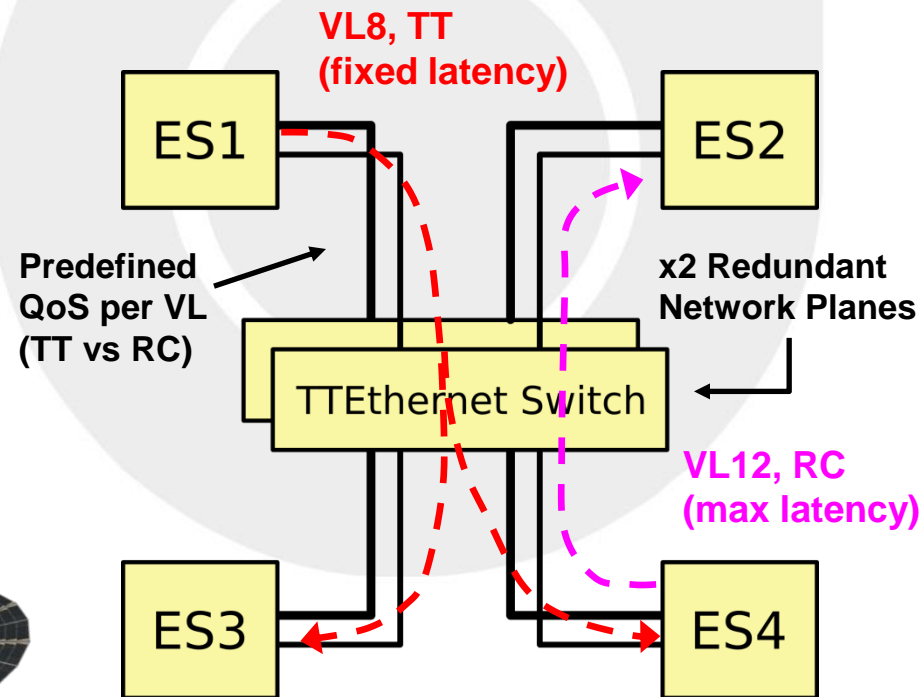 VL8, TT
(fixed latency)
ES1
ES2
Predefined
QoS per VL
(TT vs RC)
x2 Redundant
Network Planes
TTEthernet Switch
VL12, RC
(max latency)
ES3
ES4